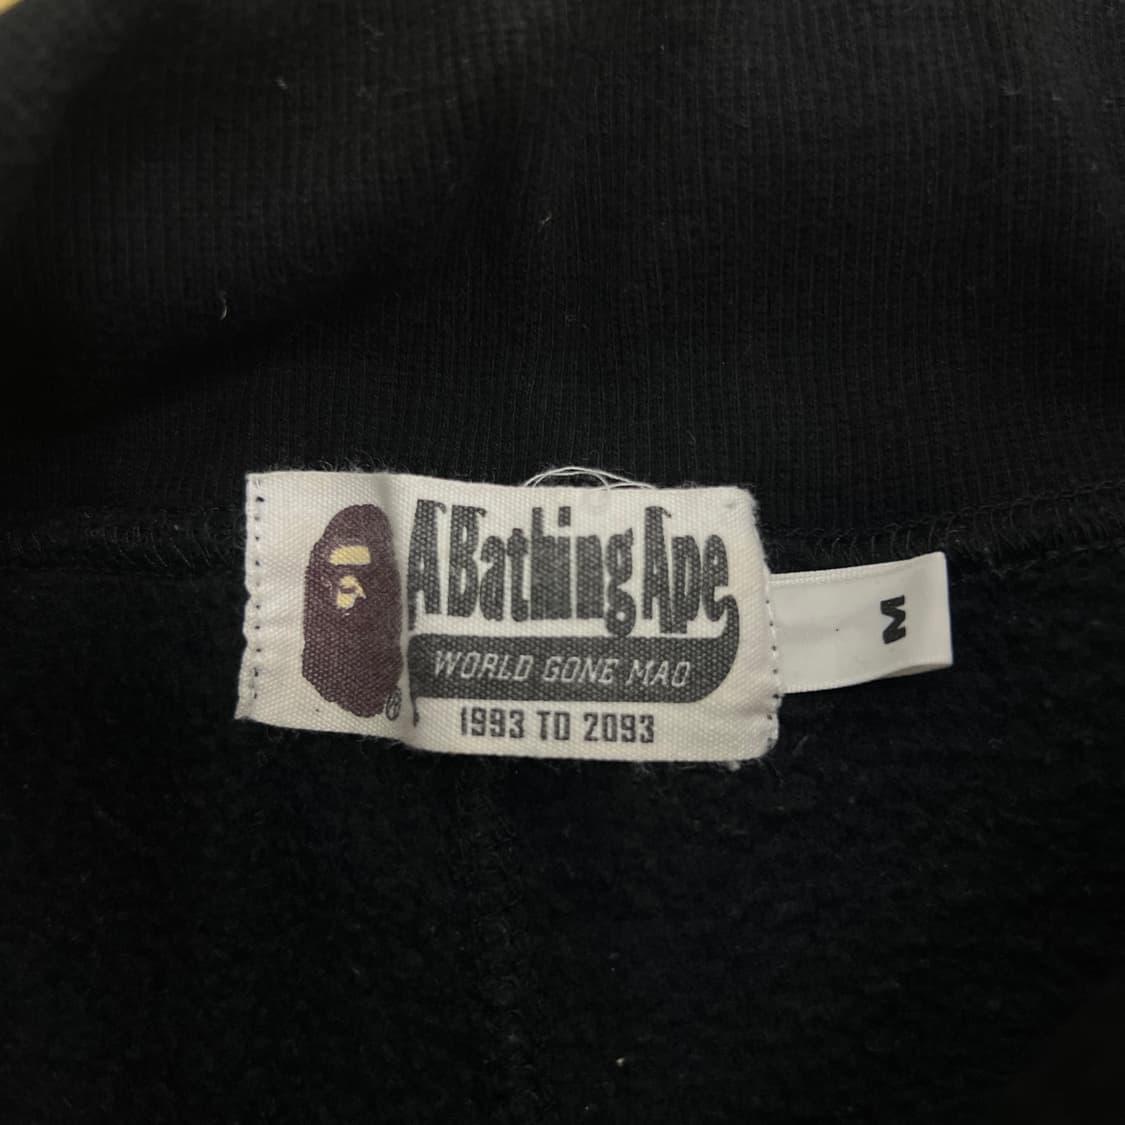 A Bathing Ape
WORLD GONE MAD
1993 TO 2093
M